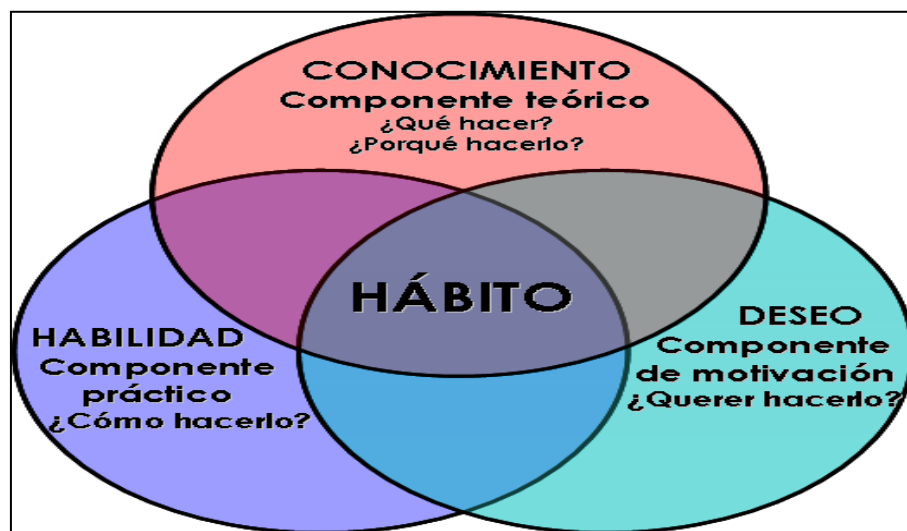 CONOCIMIENTO
Componente teórico
¿Qué hacer?
¿Porqué hacerlo?
HÁBITO
HABILIDAD
Componente
práctico
¿Cómo hacerlo?
DESEO
Componente
de motivación
¿Querer hacerlo?